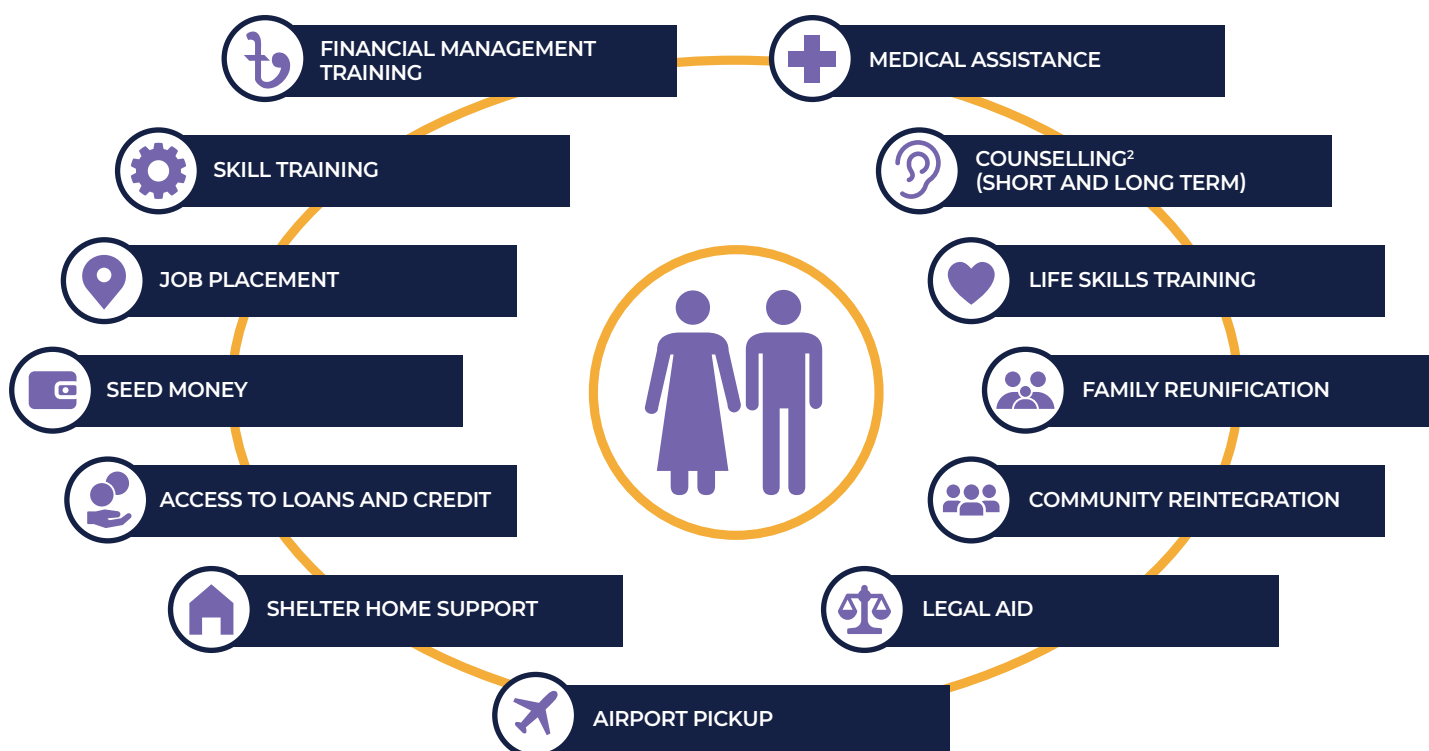 FINANCIAL MANAGEMENT
TRAINING
MEDICAL ASSISTANCE
SKILL TRAINING
COUNSELLING²
(SHORT AND LONG TERM)
JOB PLACEMENT
LIFE SKILLS TRAINING
SEED MONEY
FAMILY REUNIFICATION
ACCESS TO LOANS AND CREDIT
COMMUNITY REINTEGRATION
SHELTER HOME SUPPORT
LEGAL AID
AIRPORT PICKUP